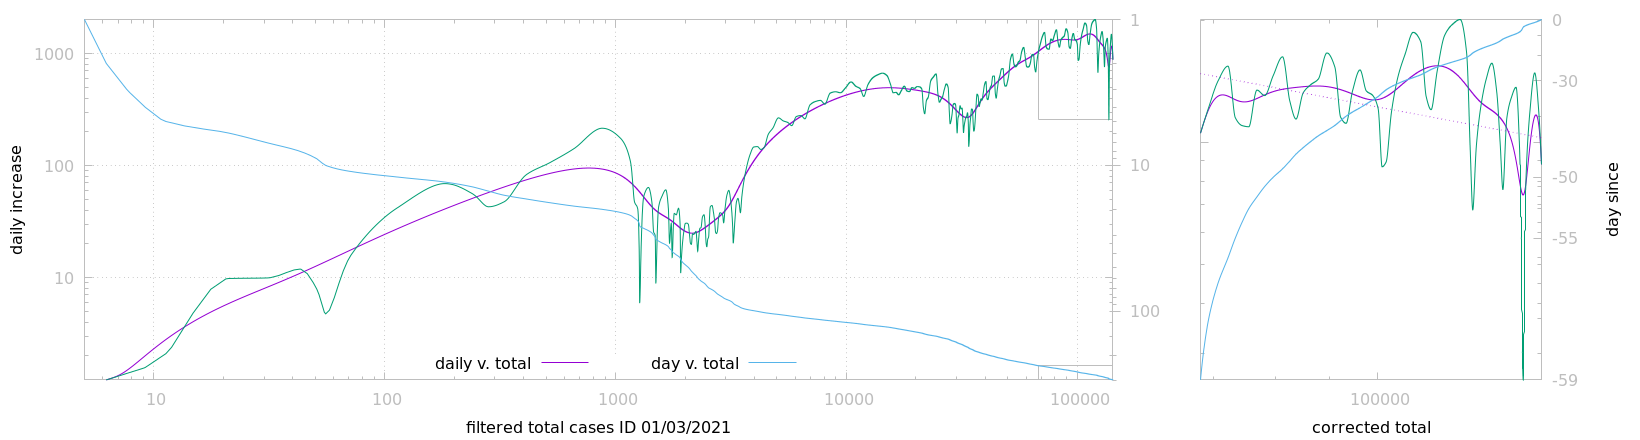 daily increase
1000
100
10
10
100
1000
10000
100000
filtered total cases ID 01/03/2021
daily v. total
day v. total
1
10
100
0
-30
-50
-55
-59
day since
100000
corrected total